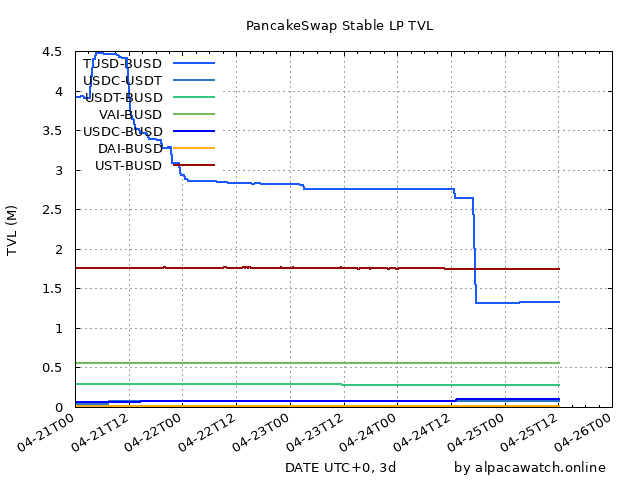 PancakeSwap Stable LP TVL
TVL (M)
4.5
4
3.5
3
2.5
2
1.5
1
0.5
0
TUSD-BUSD
USDC-USDT
USDT-BUSD
VAI-BUSD
USDC-BUSD
DAI-BUSD
UST-BUSD
04-21T00
04-21T12
04-22T00
04-22T12
04-23T00
04-23T12
04-24T00
04-24T12
04-25T00
04-25T12
04-26T00
DATE UTC+0, 3d
by alpacawatch.online